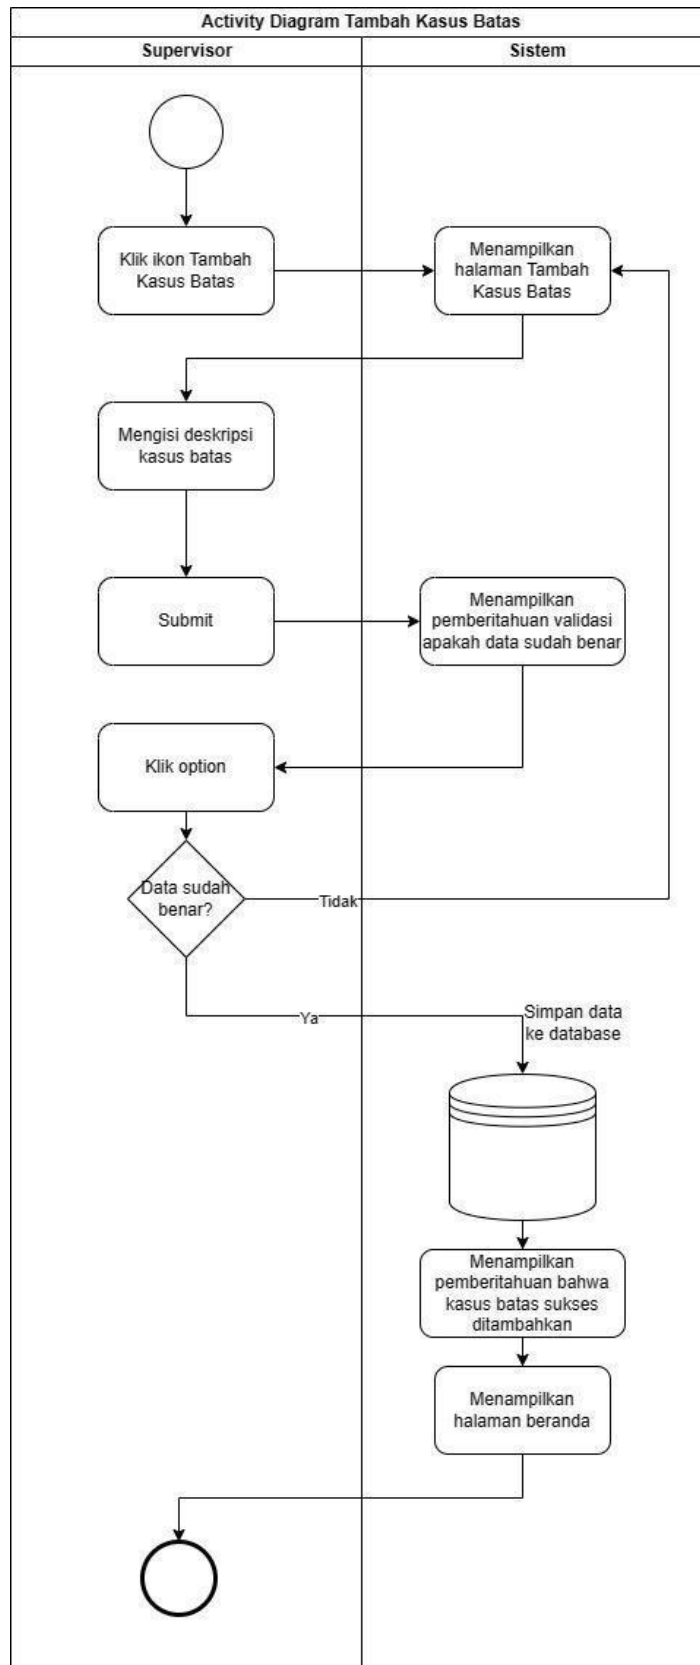 Activity Diagram Tambah Kasus Batas
Supervisor
Sistem
Klik ikon Tambah
Kasus Batas
Menampilkan
halaman Tambah
Kasus Batas
Mengisi deskripsi
kasus batas
Submit
Menampilkan
pemberitahuan validasi
apakah data sudah benar
Klik option
Data sudah
benar?
Tidak
Ya
Simpan data
ke database
Menampilkan
pemberitahuan bahwa
kasus batas sukses
ditambahkan
Menampilkan
halaman beranda